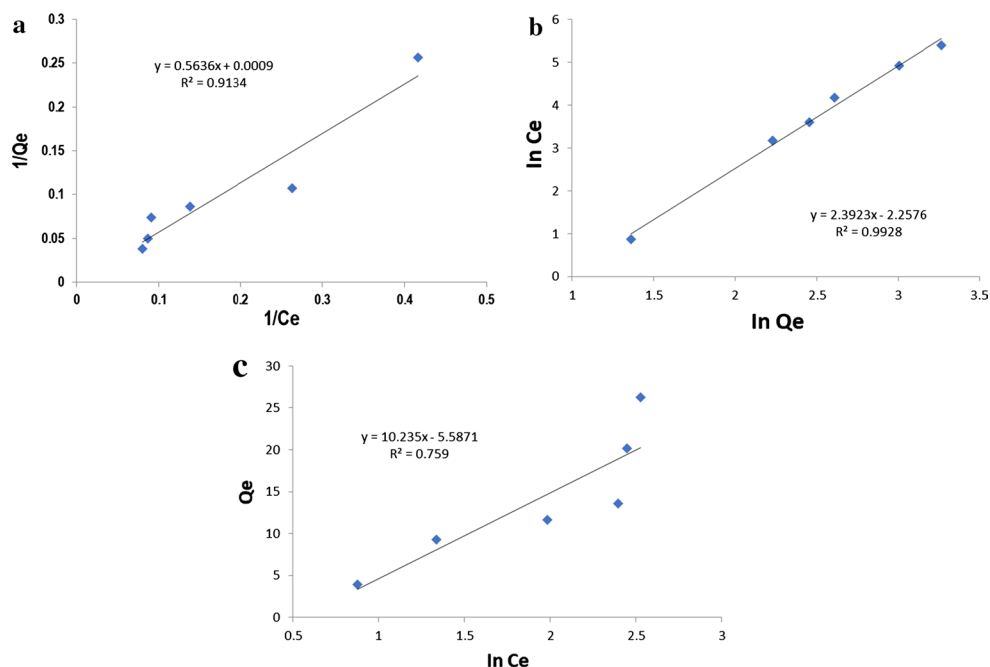 a
0.3
0.25
0.2
0.15
0.1
0.05
0
1/Qe
y = 0.5636x + 0.0009
R² = 0.9134
0 0.1 0.2 0.3 0.4 0.5
1/Ce
b
6
5
4
3
2
1
0
ln Ce
y = 2.3923x - 2.2576
R² = 0.9928
1 1.5 2 2.5 3 3.5
ln Qe
c
30
25
20
15
10
5
0
Qe
y = 10.235x - 5.5871
R² = 0.759
0.5 1 1.5 2 2.5 3
ln Ce